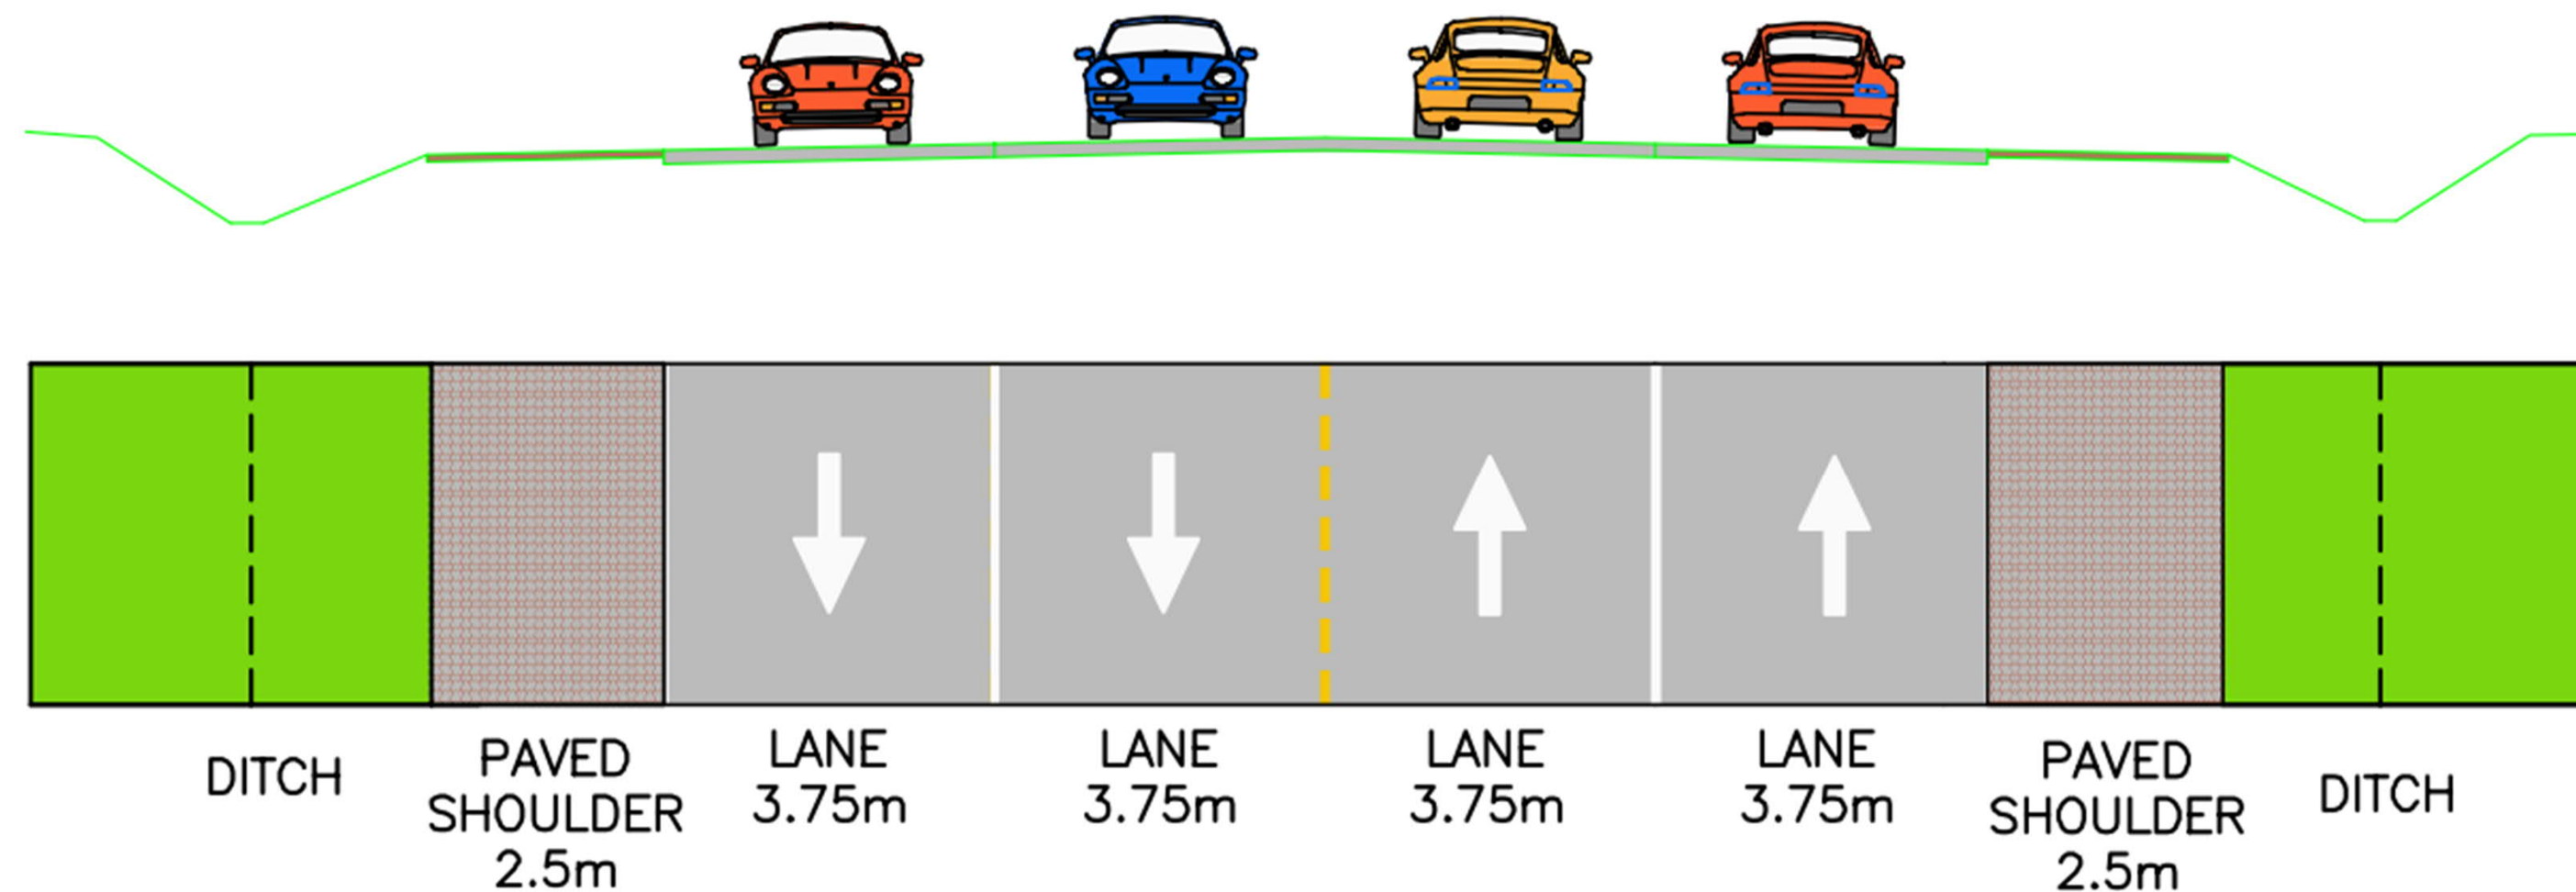 DITCH
PAVED
SHOULDER
2.5m
LANE
3.75m
LANE
3.75m
LANE
3.75m
LANE
3.75m
PAVED
SHOULDER
2.5m
DITCH